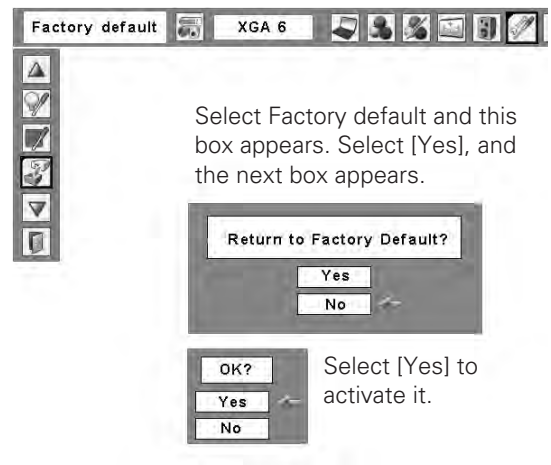 Factory default XGA 6
Select Factory default and this
box appears. Select [Yes], and
the next box appears.
Return to Factory Default?
Yes
No
OK?
Yes
No
Select [Yes] to
activate it.